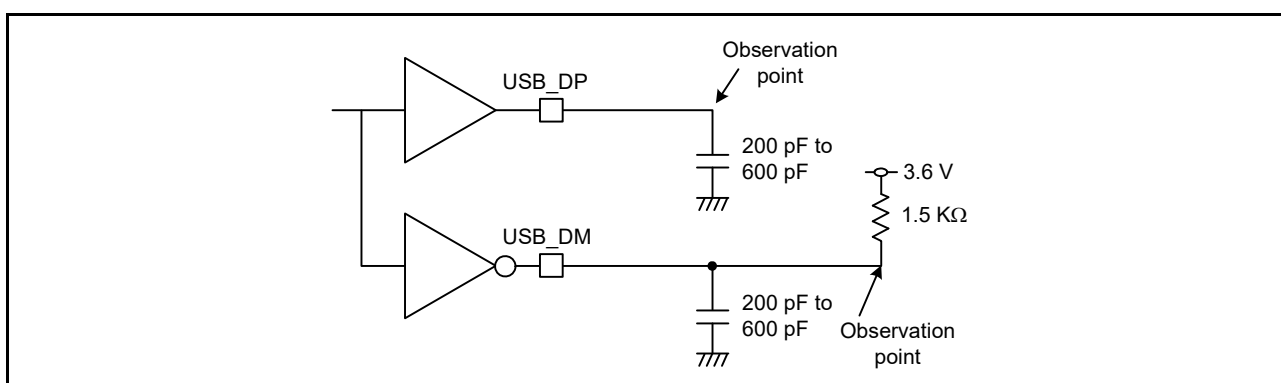 Observation
point
USB_DP
200 pF to
600 pF
3.6 V
1.5 KΩ
USB_DM
200 pF to
600 pF
Observation
point